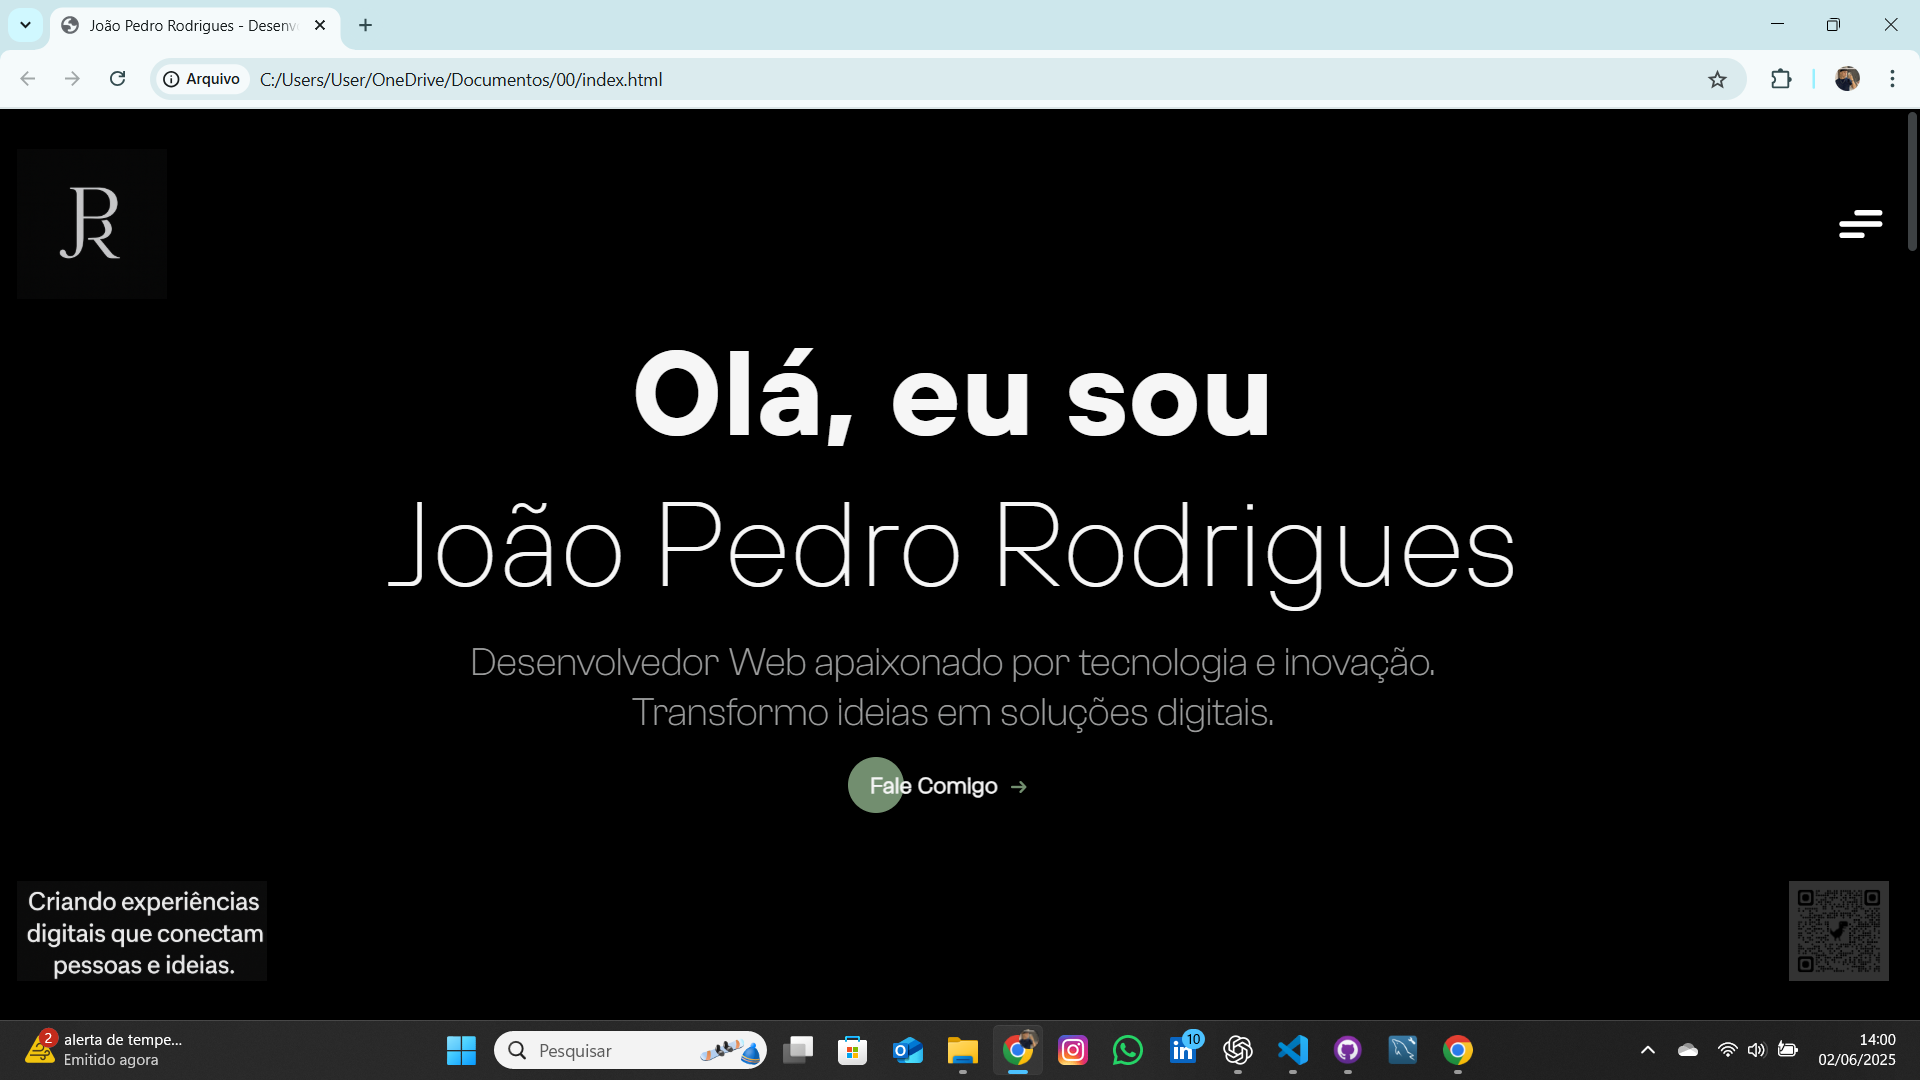 João Pedro Rodrigues - Desenv
Arquivo
C:/Users/User/OneDrive/Documentos/00/index.html
JR
Olá, eu sou
João Pedro Rodrigues
Desenvolvedor Web apaixonado por tecnologia e inovação.
Transformo ideias em soluções digitais.
Fale Comigo →
Criando experiências
digitais que conectam
pessoas e ideias.
2
alerta de tempe...
Emitido agora
Pesquisar
in
10
14:00
02/06/2025